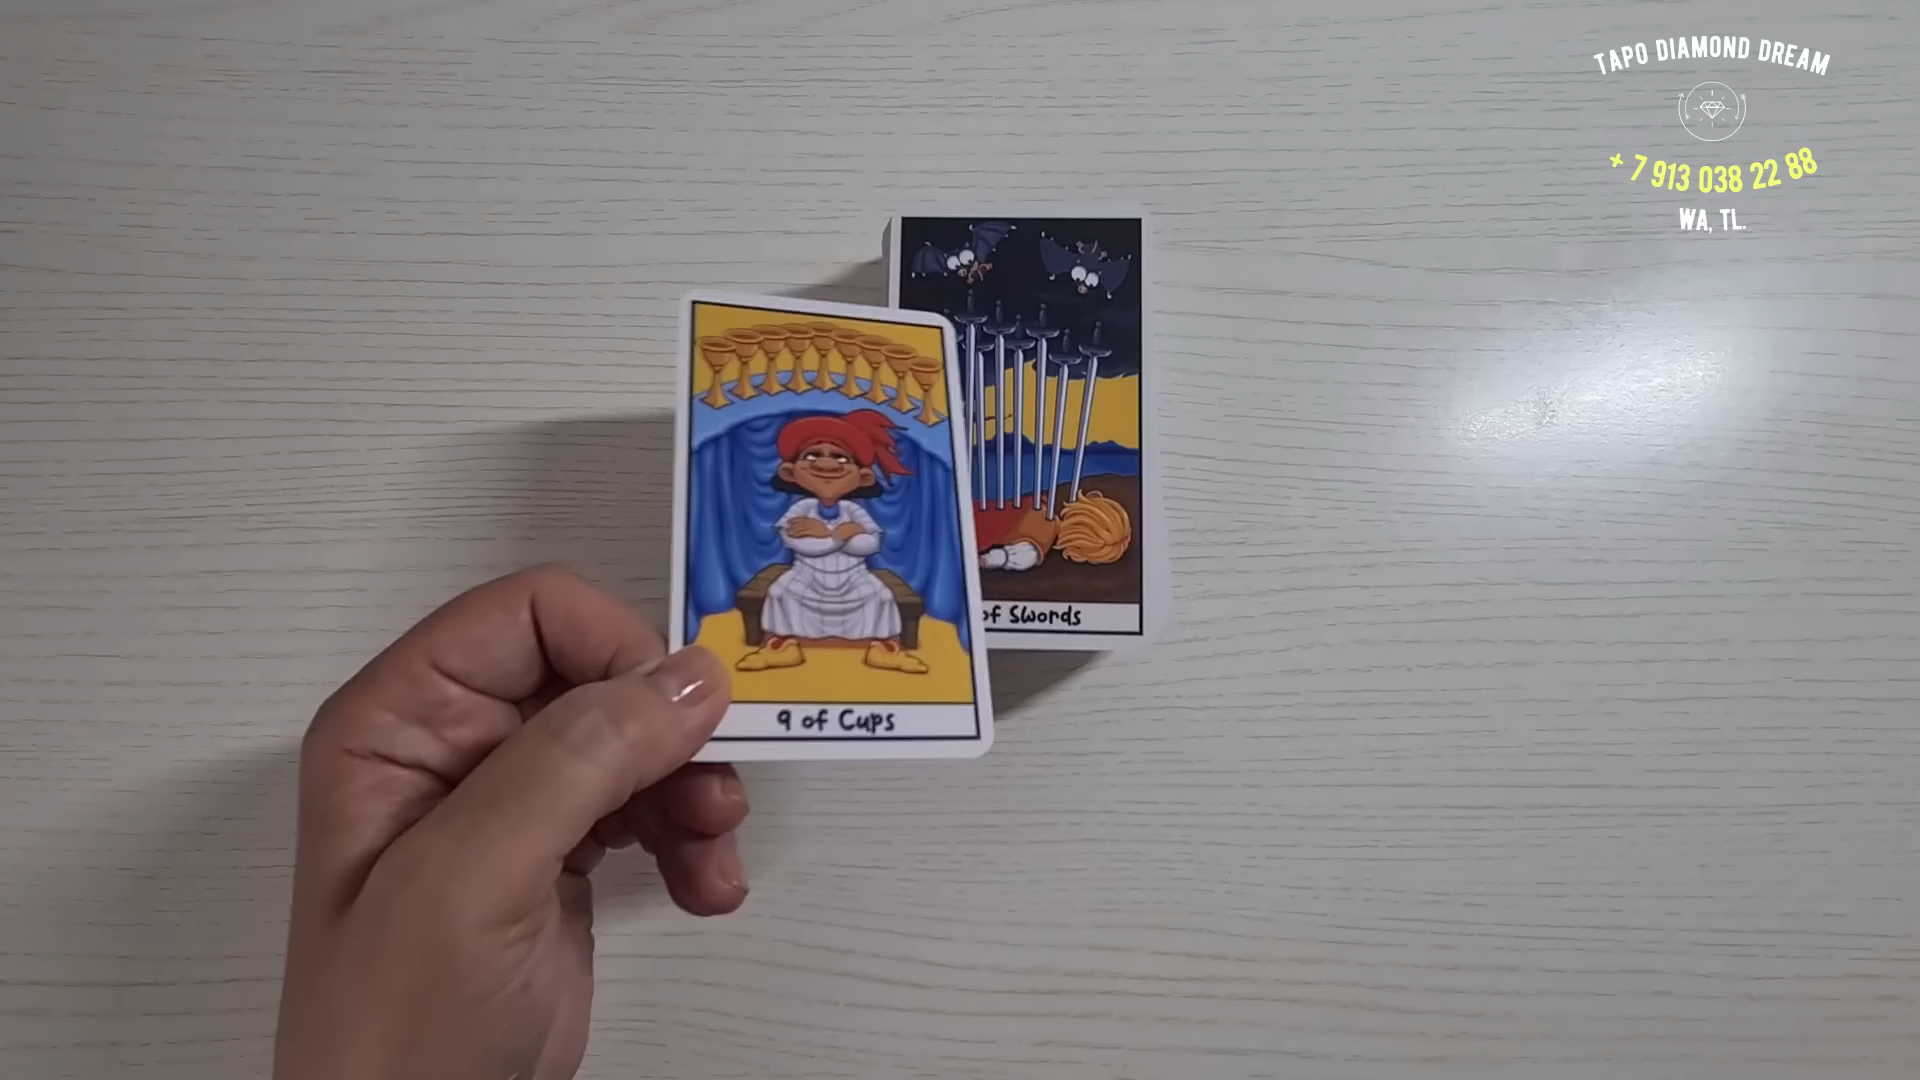 TAPO DIAMOND DREAM
+ 7 913 038 22 88
WA, TL.
of Swords
9 of Cups